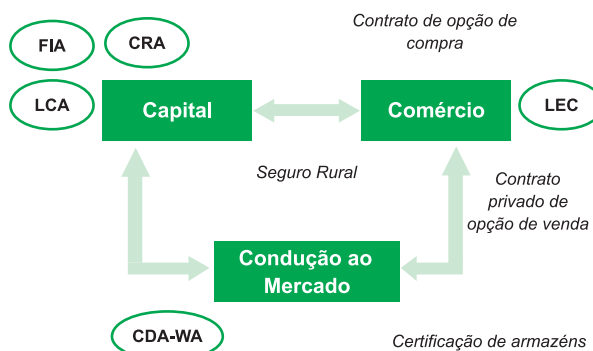 FIA
CRA
Contrato de opção de
compra
LCA
Capital
Comércio
LEC
Seguro Rural
Contrato
privado de
opção de venda
Condução ao
Mercado
CDA-WA
Certificação de armazéns